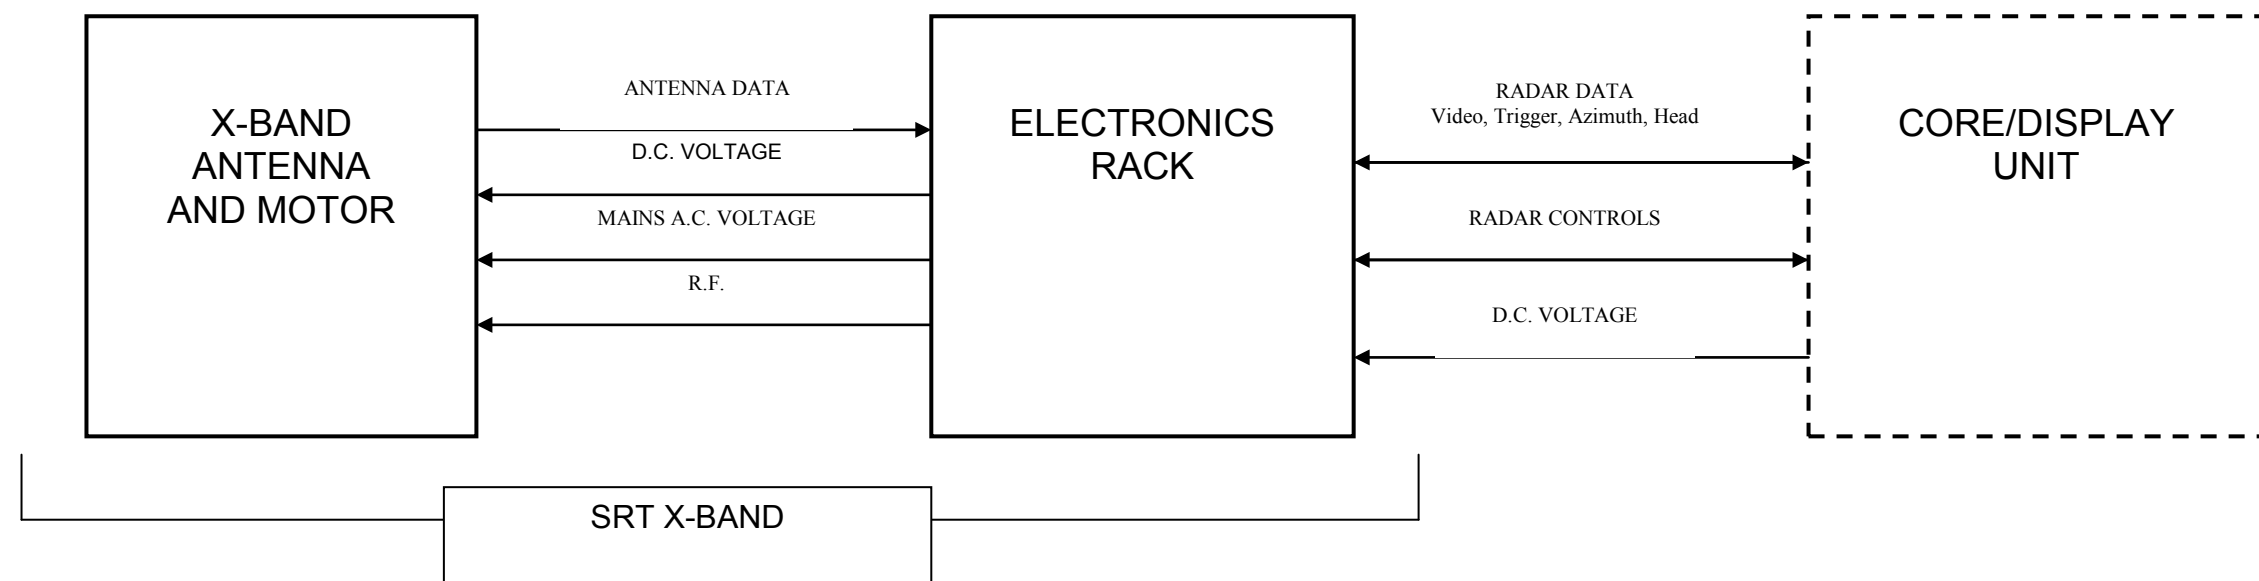 X-BAND
ANTENNA
AND MOTOR
ANTENNA DATA
D.C. VOLTAGE
MAINS A.C. VOLTAGE
R.F.
ELECTRONICS
RACK
RADAR DATA
Video, Trigger, Azimuth, Head
RADAR CONTROLS
D.C. VOLTAGE
CORE/DISPLAY
UNIT
SRT X-BAND